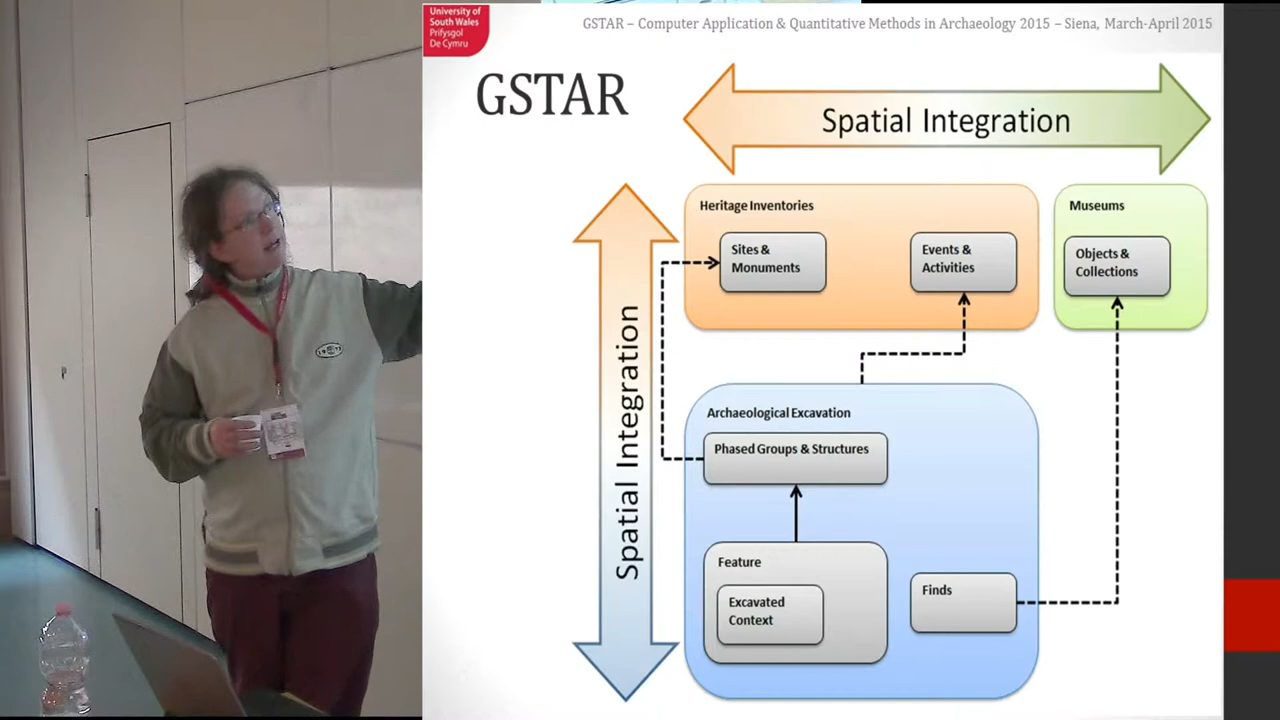 University of
South Wales
Prifysgol
De Cymru
GSTAR – Computer Application & Quantitative Methods in Archaeology 2015 – Siena, March-April 2015
GSTAR
Spatial Integration
Spatial Integration
Heritage Inventories
Sites &
Monuments
Events &
Activities
Museums
Objects &
Collections
Archaeological Excavation
Phased Groups & Structures
Feature
Excavated
Context
Finds